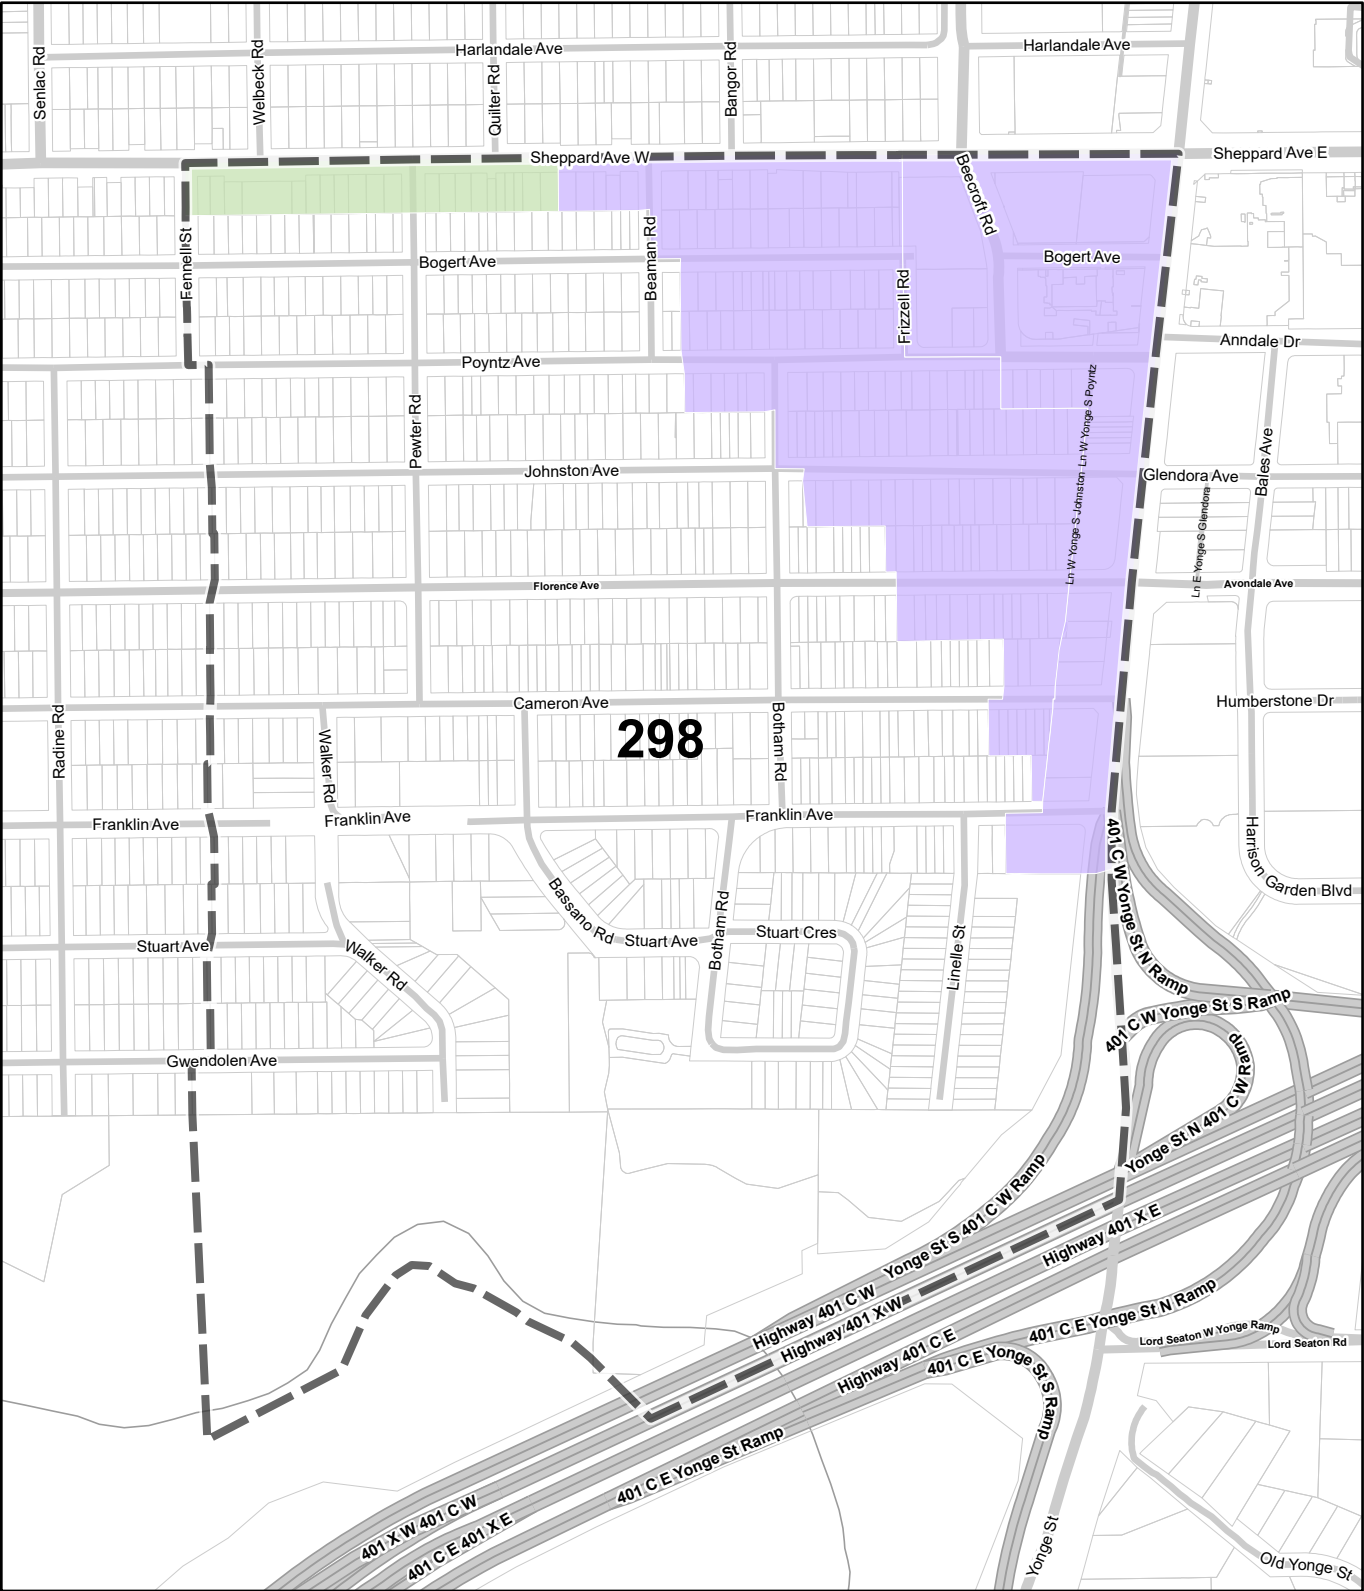 Senlac Rd
Welbeck Rd
Harlandale Ave
Quilter Rd
Bangor Rd
Harlandale Ave
Sheppard Ave W
Sheppard Ave E
Beecroft Rd
Fennell St
Bogert Ave
Beaman Rd
Frizzell Rd
Bogert Ave
Anndale Dr
Poyntz Ave
Pewter Rd
Ln W Yonge S Poyntz
Bales Ave
Johnston Ave
Glendora Ave
Ln W Yonge S Johnston
Ln E Yonge S Glendora
Florence Ave
Avondale Ave
Cameron Ave
Humberstone Dr
Radine Rd
Walker Rd
298
Botham Rd
Franklin Ave
Franklin Ave
Franklin Ave
401 C W Yonge St N Ramp
Harrison Garden Blvd
Bassano Rd
Botham Rd
Stuart Ave
Walker Rd
Stuart Ave
Stuart Cres
Linelle St
401 C W Yonge St S Ramp
Gwendolen Ave
Yonge St N 401 C W Ramp
Yonge St S 401 C W Ramp
Highway 401 X E
Highway 401 C W
Highway 401 X W
401 C E Yonge St N Ramp
Lord Seaton W Yonge Ramp
Lord Seaton Rd
Highway 401 C E
401 C E Yonge St S Ramp
401 C E Yonge St Ramp
401 X W 401 C W
401 C E 401 X E
Yonge St
Old Yonge St